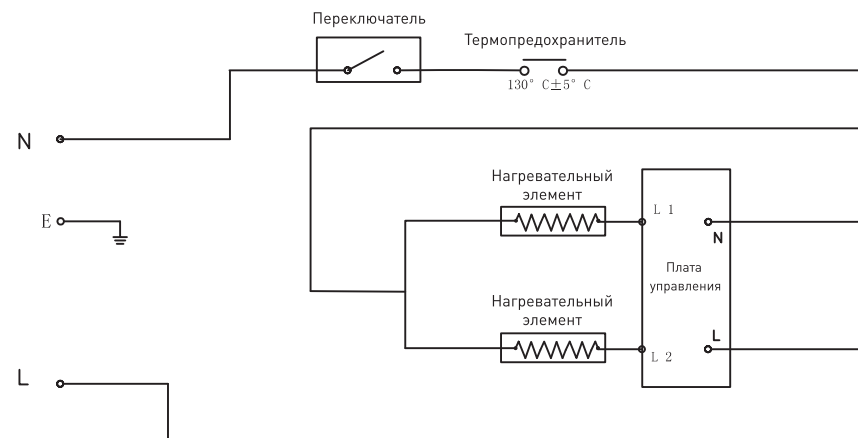 Переключатель
Термопредохранитель
130° C±5° C
N
Нагревательный
элемент
L 1
E
N
Плата
управления
Нагревательный
элемент
L
L 2
L